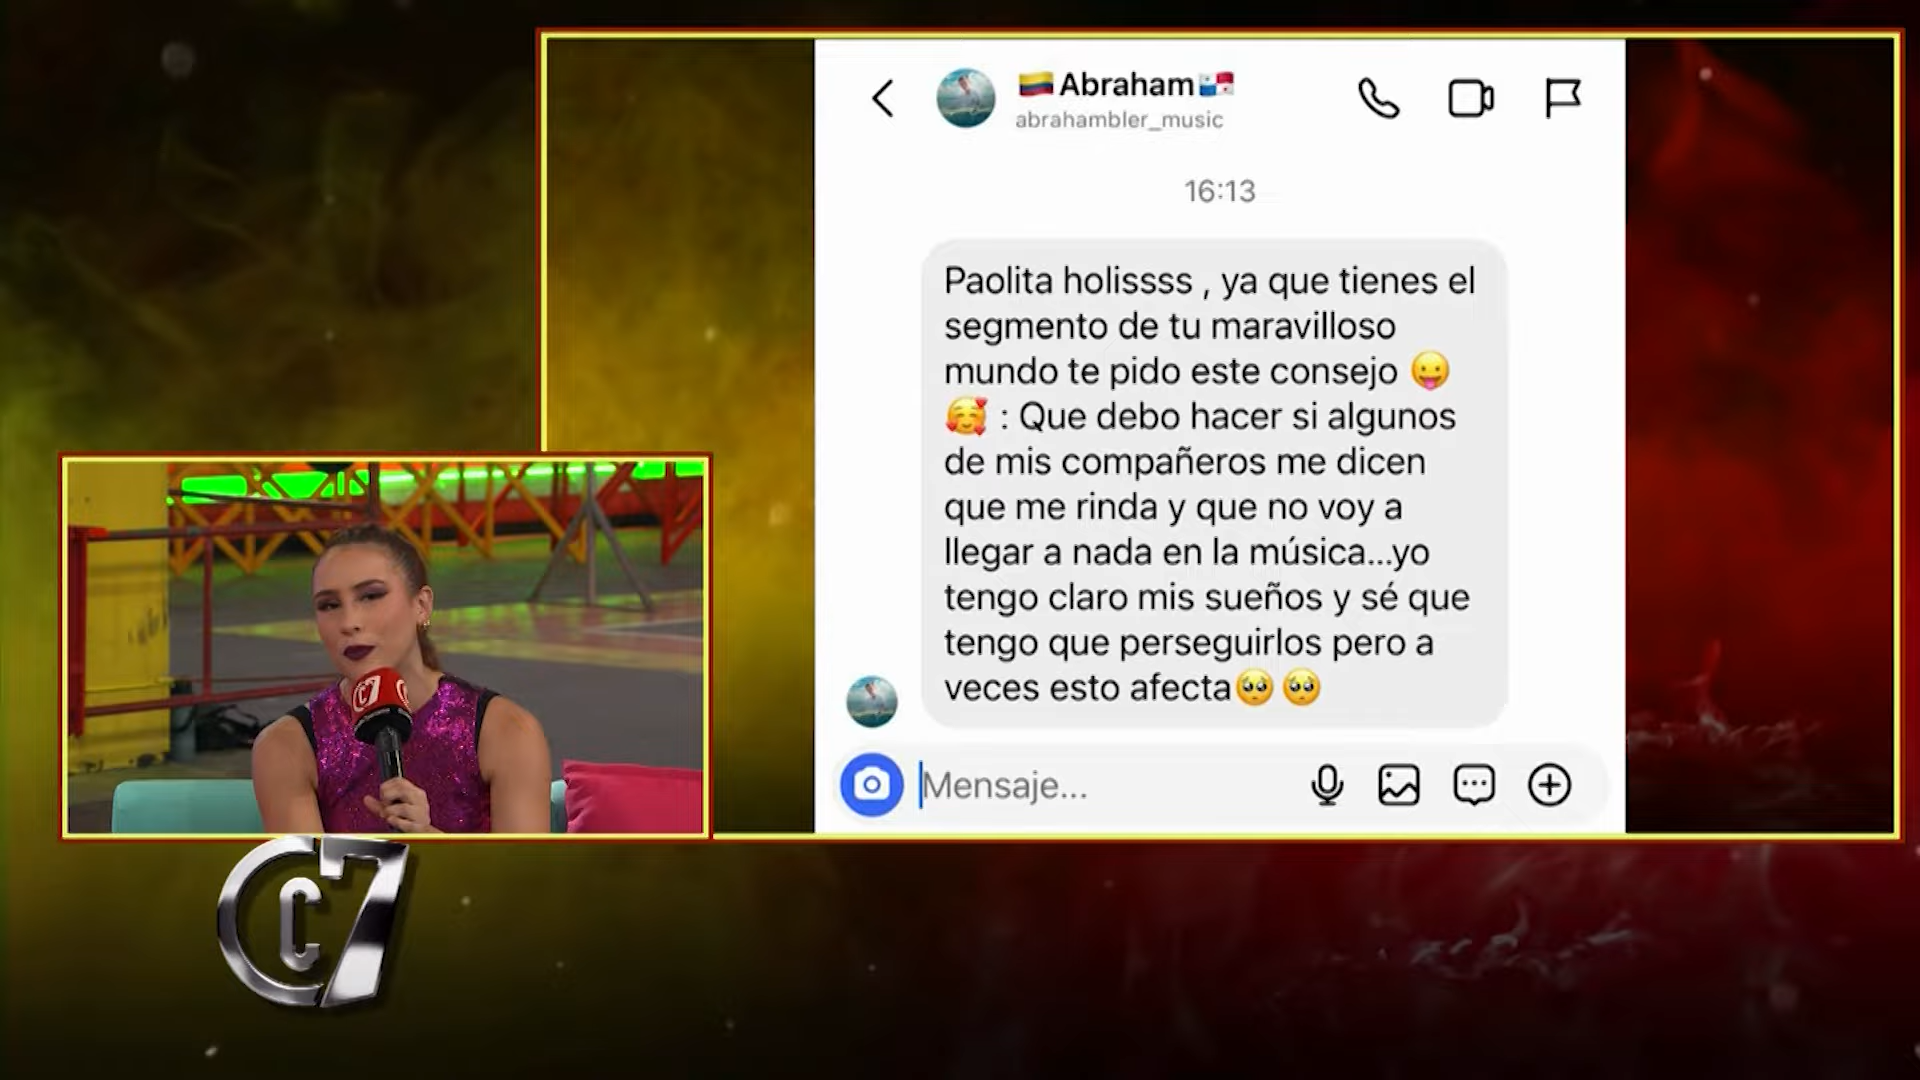 🇨🇴Abraham🇵🇦
abrahambler_music
16:13
Paolita holissss , ya que tienes el
segmento de tu maravilloso
mundo te pido este consejo 😛
🥰 : Que debo hacer si algunos
de mis compañeros me dicen
que me rinda y que no voy a
llegar a nada en la música...yo
tengo claro mis sueños y sé que
tengo que perseguirlos pero a
veces esto afecta🥺🥺
Mensaje...
C7
CC7